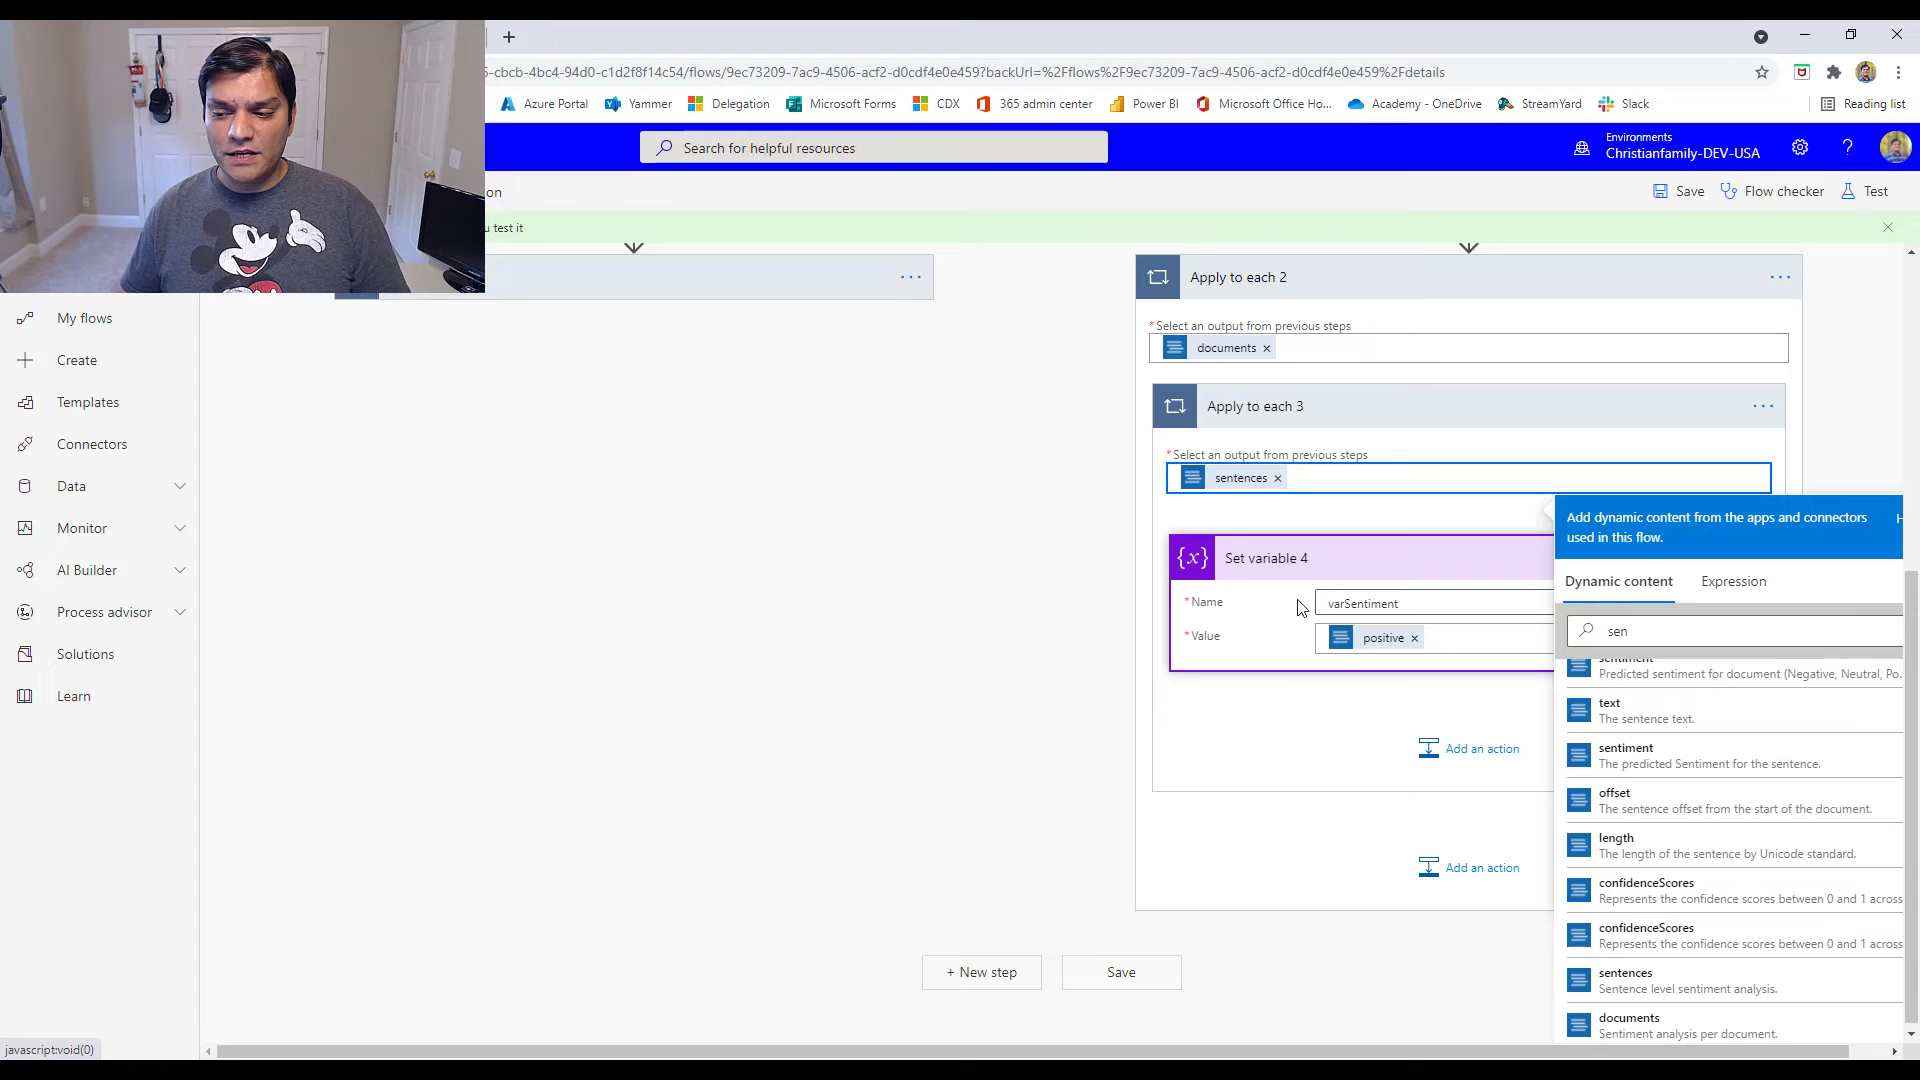 6-cbcb-4bc4-94d0-c1d2f8f14c54/flows/9ec73209-7ac9-4506-acf2-d0cdf4e0e459?backUrl=%2Fflows%2F9ec73209-7ac9-4506-acf2-d0cdf4e0e459%2Fdetails
Azure Portal Yammer Delegation Microsoft Forms CDX 365 admin center Power BI Microsoft Office Ho... Academy - OneDrive StreamYard Slack Reading list
Search for helpful resources
Environments
Christianfamily-DEV-USA
on
Save Flow checker Test
u test it
Apply to each 2
*Select an output from previous steps
documents
Apply to each 3
*Select an output from previous steps
sentences
Set variable 4
*Name varSentiment
*Value positive
Add an action
Add an action
+ New step Save
Add dynamic content from the apps and connectors
used in this flow.
H
Dynamic content Expression
sen
sentiment
Predicted sentiment for document (Negative, Neutral, Po...
text
The sentence text.
sentiment
The predicted Sentiment for the sentence.
offset
The sentence offset from the start of the document.
length
The length of the sentence by Unicode standard.
confidenceScores
Represents the confidence scores between 0 and 1 across
confidenceScores
Represents the confidence scores between 0 and 1 across
sentences
Sentence level sentiment analysis.
documents
Sentiment analysis per document.
My flows
Create
Templates
Connectors
Data
Monitor
AI Builder
Process advisor
Solutions
Learn
javascript:void(0)